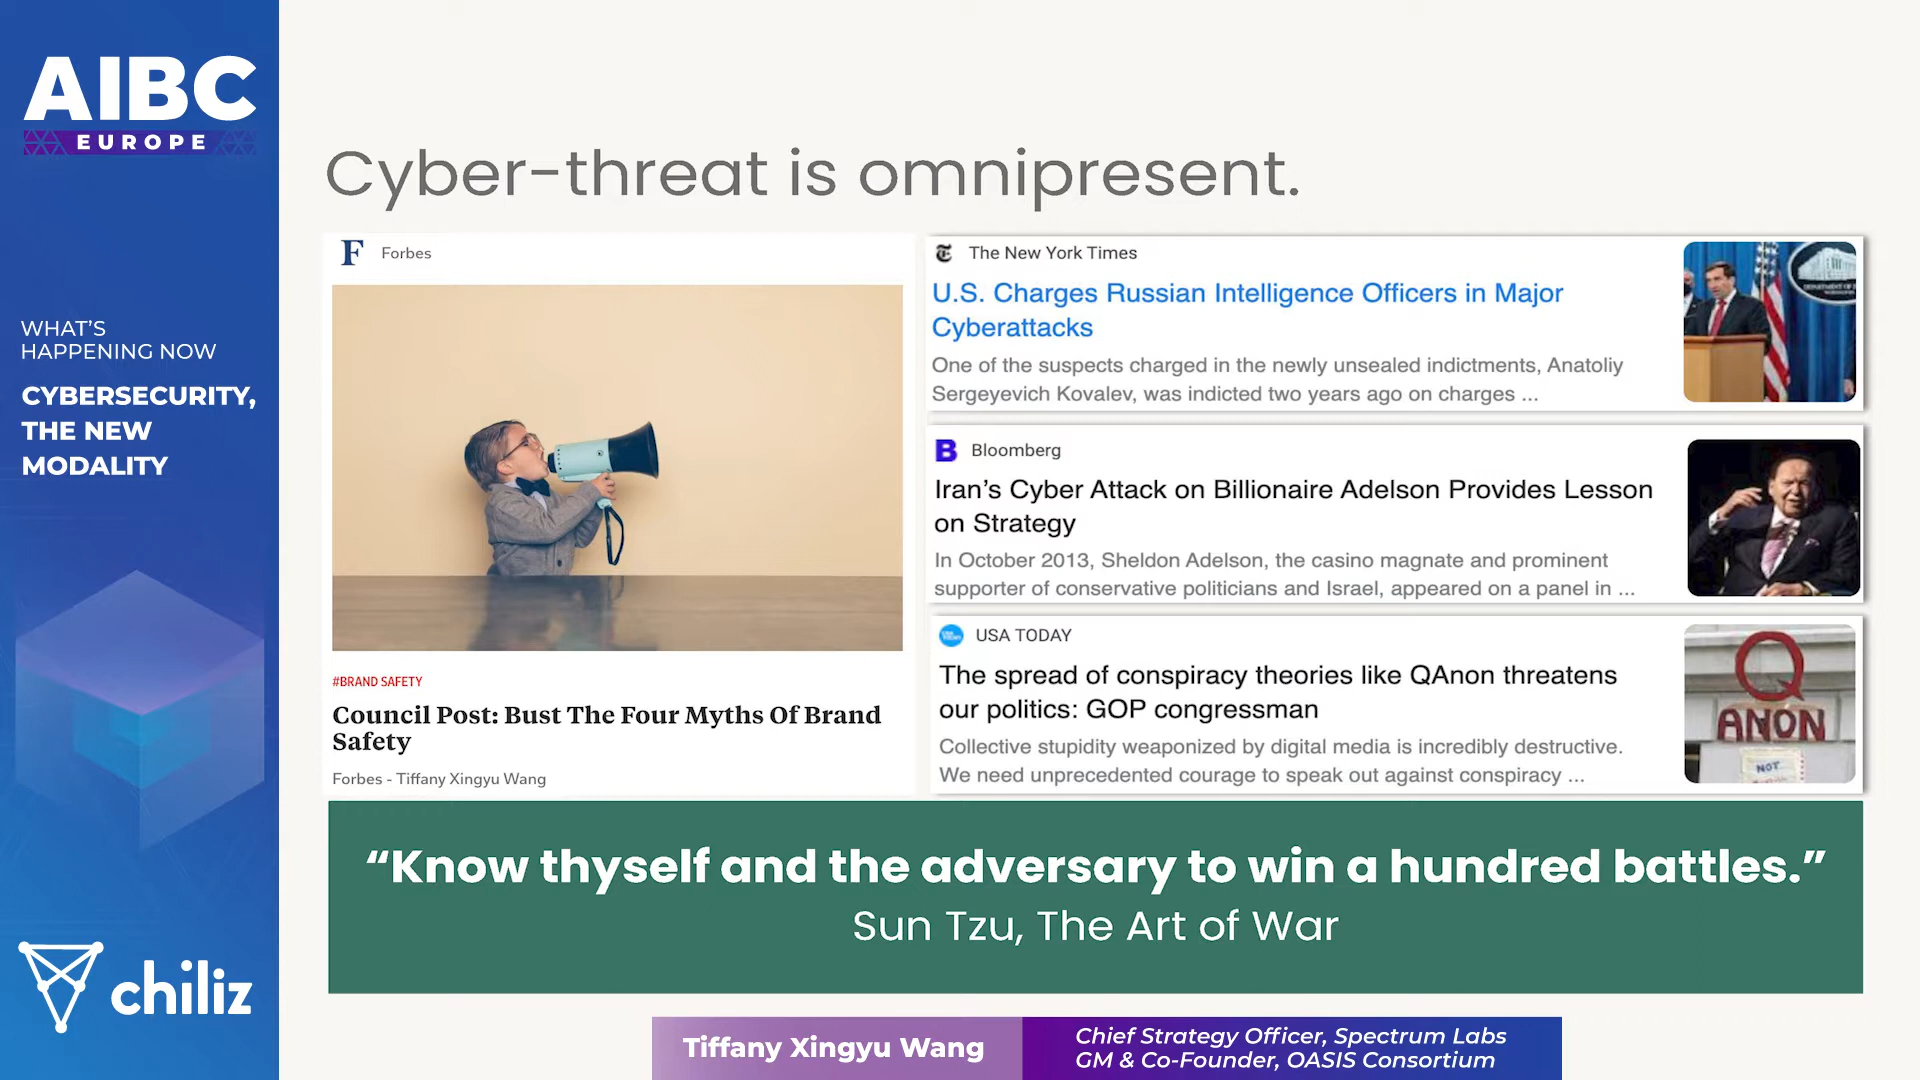 AIBC
EUROPE
WHAT'S
HAPPENING NOW
CYBERSECURITY,
THE NEW
MODALITY
chiliz
Cyber-threat is omnipresent.
F Forbes
#BRAND SAFETY
Council Post: Bust The Four Myths Of Brand
Safety
Forbes - Tiffany Xingyu Wang
The New York Times
U.S. Charges Russian Intelligence Officers in Major
Cyberattacks
One of the suspects charged in the newly unsealed indictments, Anatoliy
Sergeyevich Kovalev, was indicted two years ago on charges ...
B Bloomberg
Iran's Cyber Attack on Billionaire Adelson Provides Lesson
on Strategy
In October 2013, Sheldon Adelson, the casino magnate and prominent
supporter of conservative politicians and Israel, appeared on a panel in ...
USA TODAY
The spread of conspiracy theories like QAnon threatens
our politics: GOP congressman
Collective stupidity weaponized by digital media is incredibly destructive.
We need unprecedented courage to speak out against conspiracy ...
Q
ANON
NOT
“Know thyself and the adversary to win a hundred battles.”
Sun Tzu, The Art of War
Tiffany Xingyu Wang
Chief Strategy Officer, Spectrum Labs
GM & Co-Founder, OASIS Consortium